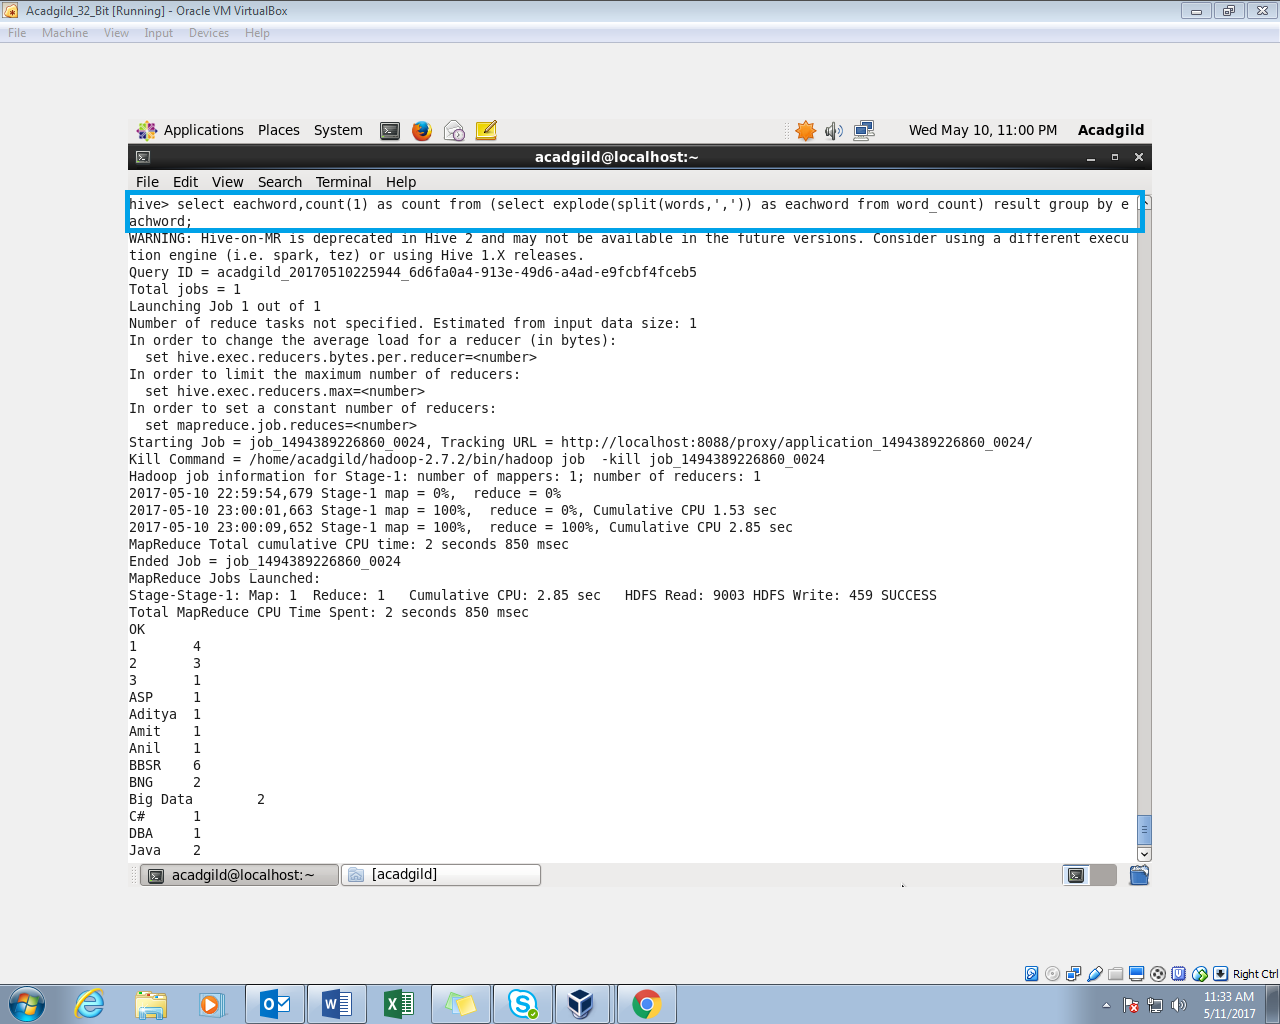 Acadgild_32_Bit [Running] - Oracle VM VirtualBox
File Machine View Input Devices Help
Applications Places System Wed May 10, 11:00 PM Acadgild
acadgild@localhost:~
File Edit View Search Terminal Help
hive> select eachword,count(1) as count from (select explode(split(words,',')) as eachword from word_count) result group by e
achword;
WARNING: Hive-on-MR is deprecated in Hive 2 and may not be available in the future versions. Consider using a different execu
tion engine (i.e. spark, tez) or using Hive 1.X releases.
Query ID = acadgild_20170510225944_6d6fa0a4-913e-49d6-a4ad-e9fcbf4fceb5
Total jobs = 1
Launching Job 1 out of 1
Number of reduce tasks not specified. Estimated from input data size: 1
In order to change the average load for a reducer (in bytes):
  set hive.exec.reducers.bytes.per.reducer=<number>
In order to limit the maximum number of reducers:
  set hive.exec.reducers.max=<number>
In order to set a constant number of reducers:
  set mapreduce.job.reduces=<number>
Starting Job = job_1494389226860_0024, Tracking URL = http://localhost:8088/proxy/application_1494389226860_0024/
Kill Command = /home/acadgild/hadoop-2.7.2/bin/hadoop job  -kill job_1494389226860_0024
Hadoop job information for Stage-1: number of mappers: 1; number of reducers: 1
2017-05-10 22:59:54,679 Stage-1 map = 0%,  reduce = 0%
2017-05-10 23:00:01,663 Stage-1 map = 100%,  reduce = 0%, Cumulative CPU 1.53 sec
2017-05-10 23:00:09,652 Stage-1 map = 100%,  reduce = 100%, Cumulative CPU 2.85 sec
MapReduce Total cumulative CPU time: 2 seconds 850 msec
Ended Job = job_1494389226860_0024
MapReduce Jobs Launched:
Stage-Stage-1: Map: 1  Reduce: 1   Cumulative CPU: 2.85 sec   HDFS Read: 9003 HDFS Write: 459 SUCCESS
Total MapReduce CPU Time Spent: 2 seconds 850 msec
OK
1 4
2 3
3 1
ASP 1
Aditya 1
Amit 1
Anil 1
BBSR 6
BNG 2
Big Data 2
C# 1
DBA 1
Java 2
acadgild@localhost:~ [acadgild]
Right Ctrl
11:33 AM
5/11/2017